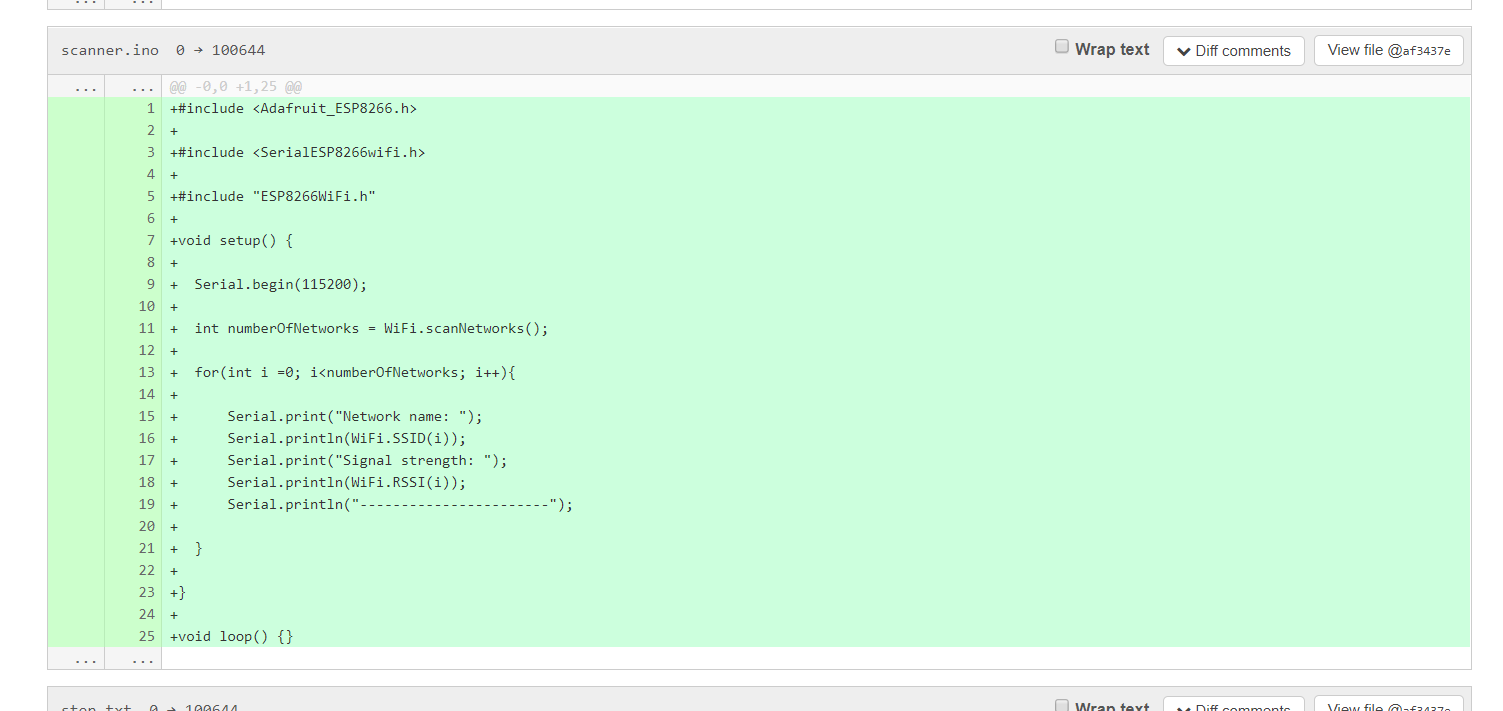 ... ...
scanner.ino 0 → 100644 Wrap text Diff comments View file @af3437e
... ... @@ -0,0 +1,25 @@
1 +#include <Adafruit_ESP8266.h>
2 +
3 +#include <SerialESP8266wifi.h>
4 +
5 +#include "ESP8266WiFi.h"
6 +
7 +void setup() {
8 +
9 +  Serial.begin(115200);
10 +
11 +  int numberOfNetworks = WiFi.scanNetworks();
12 +
13 +  for(int i =0; i<numberOfNetworks; i++){
14 +
15 +      Serial.print("Network name: ");
16 +      Serial.println(WiFi.SSID(i));
17 +      Serial.print("Signal strength: ");
18 +      Serial.println(WiFi.RSSI(i));
19 +      Serial.println("-----------------------");
20 +
21 +  }
22 +
23 +}
24 +
25 +void loop() {}
... ...
step.txt 0 → 100644 Wrap text Diff comments View file @af3437e